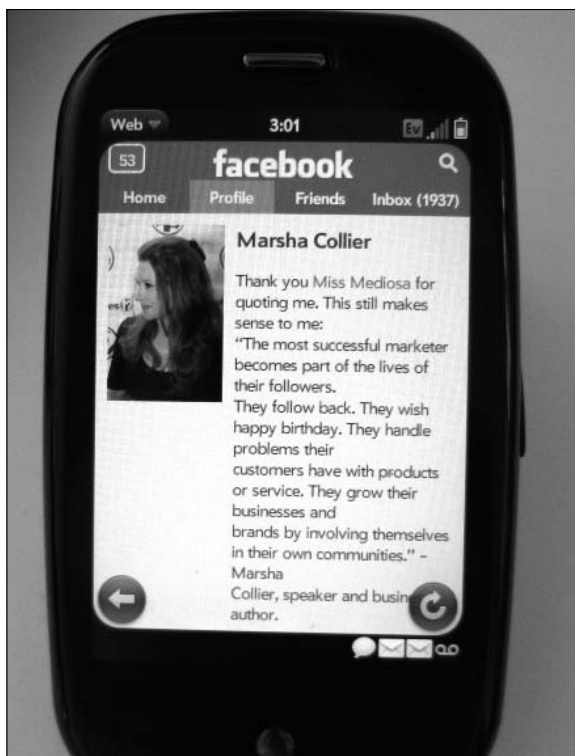 Web
3:01
Ev
53
facebook
Home Profile Friends Inbox (1937)
Marsha Collier
Thank you Miss Mediosa for
quoting me. This still makes
sense to me:
“The most successful marketer
becomes part of the lives of
their followers.
They follow back. They wish
happy birthday. They handle
problems their
customers have with products
or service. They grow their
businesses and
brands by involving themselves
in their own communities.” –
Marsha
Collier, speaker and business
author.